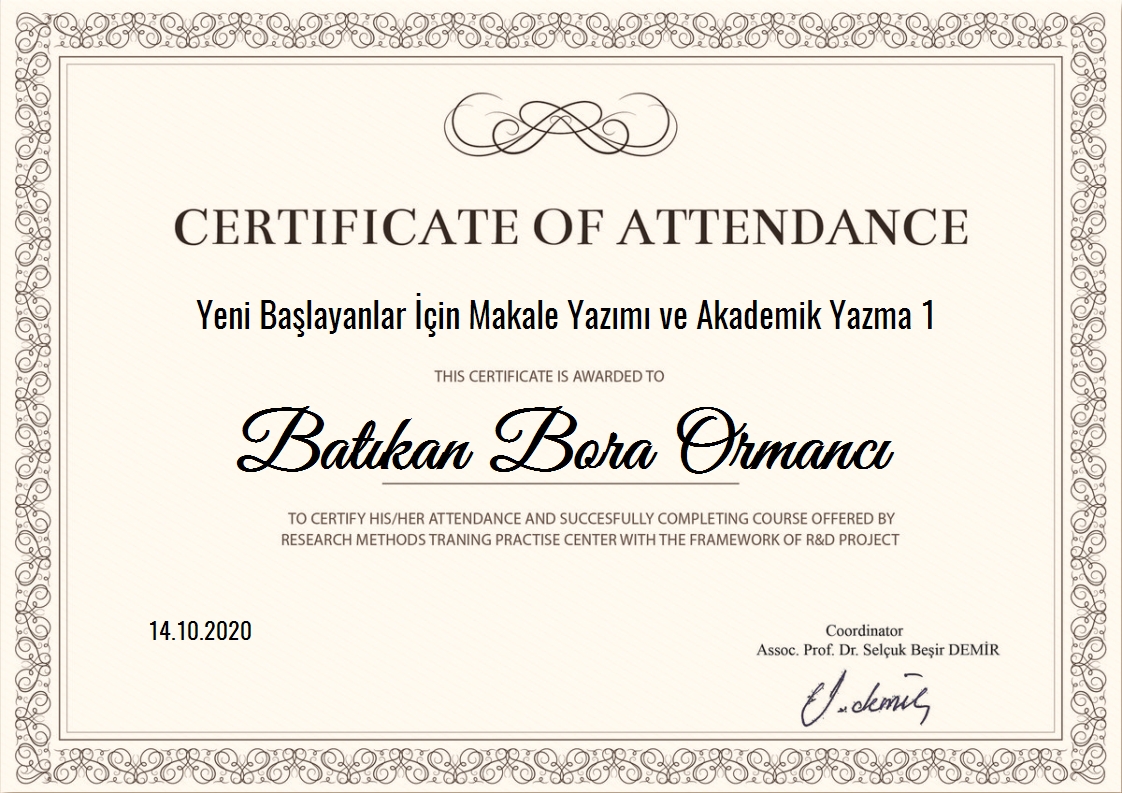 CERTIFICATE OF ATTENDANCE
Yeni Başlayanlar İçin Makale Yazımı ve Akademik Yazma 1
THIS CERTIFICATE IS AWARDED TO
Batıkan Bora Ormancı
TO CERTIFY HIS/HER ATTENDANCE AND SUCCESFULLY COMPLETING COURSE OFFERED BY
RESEARCH METHODS TRANING PRACTISE CENTER WITH THE FRAMEWORK OF R&D PROJECT
14.10.2020
Coordinator
Assoc. Prof. Dr. Selçuk Beşir DEMİR